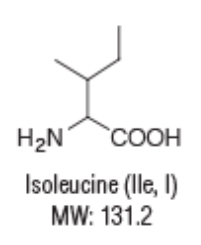 H₂N COOH
Isoleucine (Ile, I)
MW: 131.2